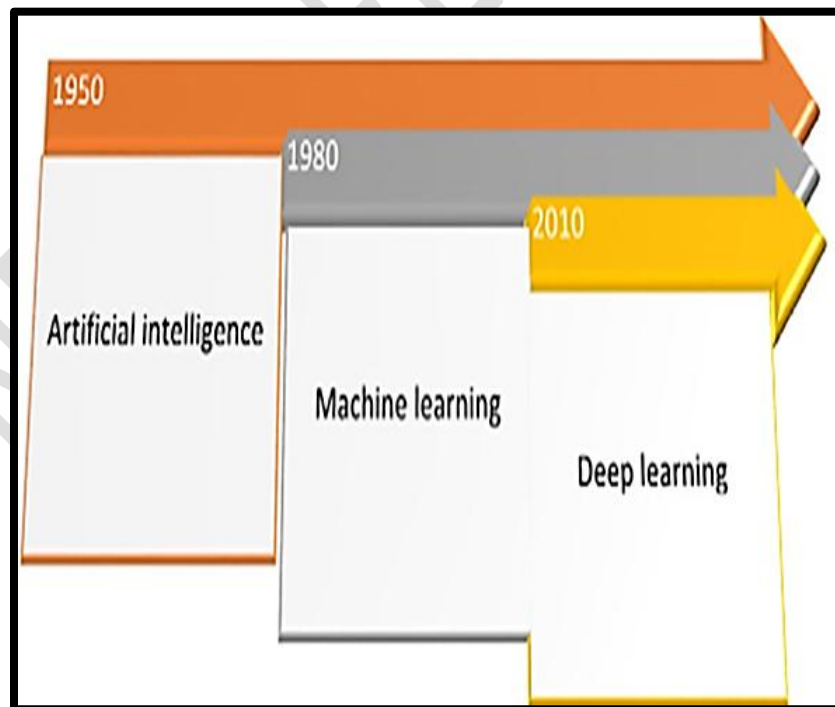 1950
Artificial intelligence
1980
Machine learning
2010
Deep learning